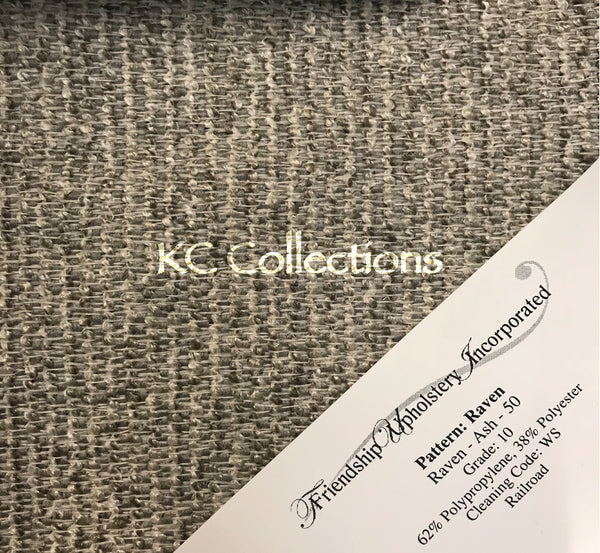 KC Collections
Friendship Upholstery Incorporated
Pattern: Raven
Raven - Ash - 50
Grade: 10
62% Polypropylene, 38% Polyester
Cleaning Code: WS
Railroad